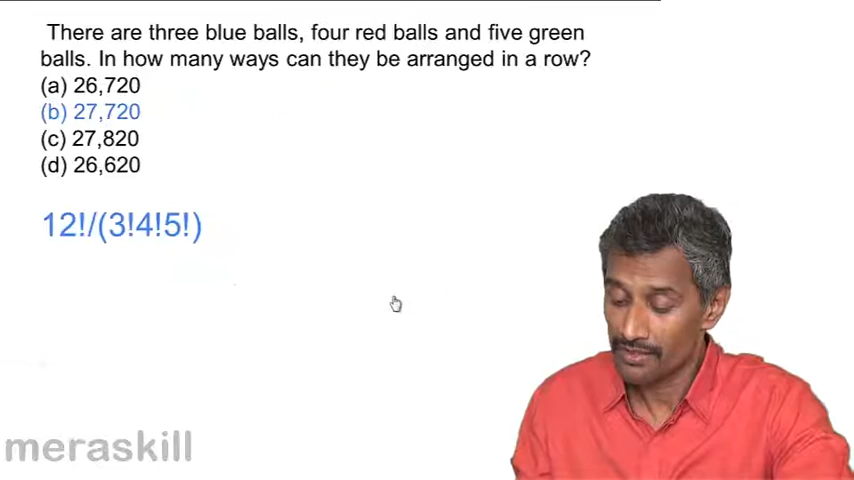 There are three blue balls, four red balls and five green
balls. In how many ways can they be arranged in a row?
(a) 26,720
(b) 27,720
(c) 27,820
(d) 26,620
12!/(3!4!5!)
meraskill